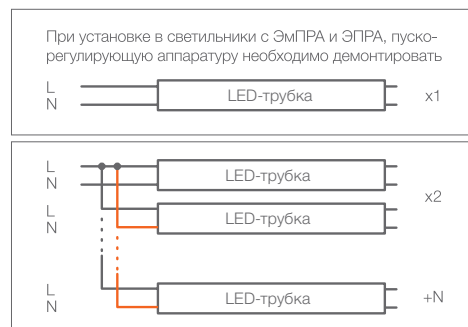 При установке в светильники с ЭмПРА и ЭПРА, пуско-
регулирующую аппаратуру необходимо демонтировать
L
N
LED-трубка
x1
L
N
LED-трубка
x2
L
N
LED-трубка
L
N
LED-трубка
+N